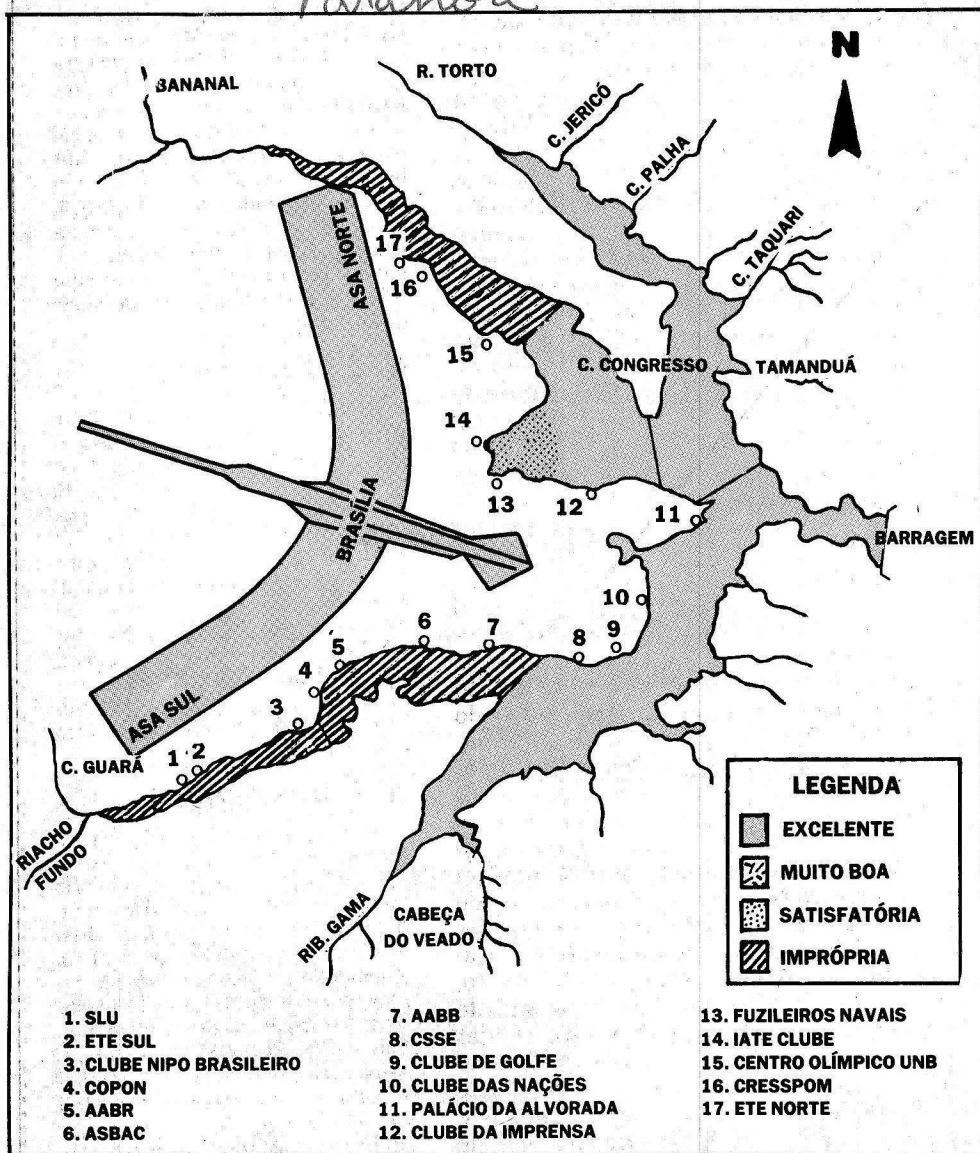 Paranoá
N
BANANAL
R. TORTO
C. JERICÓ
C. PALHA
C. TAQUARI
ASA NORTE
17
16
15
C. CONGRESSO
TAMANDUÁ
14
13
12
11
BRASÍLIA
BARRAGEM
10
6
7
8
9
5
4
3
ASA SUL
C. GUARÁ
1
2
RIACHO
FUNDO
RIB. GAMA
CABEÇA
DO VEADO
LEGENDA
EXCELENTE
MUITO BOA
SATISFATÓRIA
IMPRÓPRIA
1. SLU
2. ETE SUL
3. CLUBE NIPO BRASILEIRO
4. COPON
5. AABR
6. ASBAC
7. AABB
8. CSSE
9. CLUBE DE GOLFE
10. CLUBE DAS NAÇÕES
11. PALÁCIO DA ALVORADA
12. CLUBE DA IMPRENSA
13. FUZILEIROS NAVAIS
14. IATE CLUBE
15. CENTRO OLÍMPICO UNB
16. CRESSPOM
17. ETE NORTE